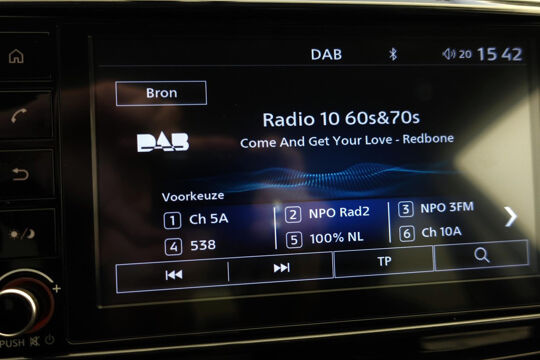 DAB
20 15 42
Bron
Radio 10 60s&70s
DAB
Come And Get Your Love - Redbone
Voorkeuze
1 Ch 5A
2 NPO Rad2
3 NPO 3FM
4 538
5 100% NL
6 Ch 10A
TP
+
PUSH